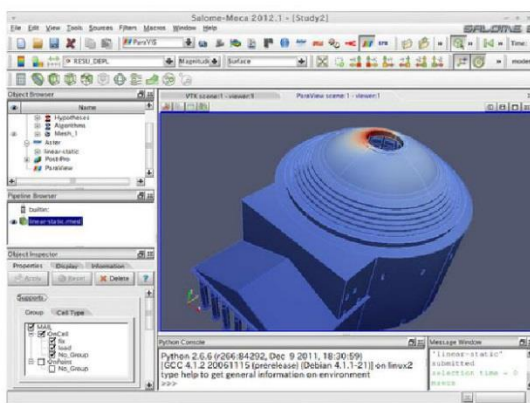 Salome-Meca 2012.1 - [Study2]
File Edit View Tools Sources Filters Macros Window Help
ParaViS
Time:
RESU_DEPL
Magnitude
Surface
Object Browser
Name
Hypotheses
Algorithms
Mesh_1
Aster
linear-static
Post-Pro
ParaView
VTK scene:1 - viewer:1
ParaView scene:1 - viewer:1
Pipeline Browser
builtin:
linear-static.rmed
Object Inspector
Properties Display Information
Apply Reset Delete ?
Supports
Group Cell Type
MAIL
OnCell
fix
load
No_Group
OnPoint
No_Group
Python Console
Python 2.6.6 (r266:84292, Dec 9 2011, 18:30:59)
[GCC 4.1.2 20061115 (prerelease) (Debian 4.1.1-21)] on linux2
type help to get general information on environment
>>>
Message Window
"linear-static"
submitted
selection time = 0
msecs